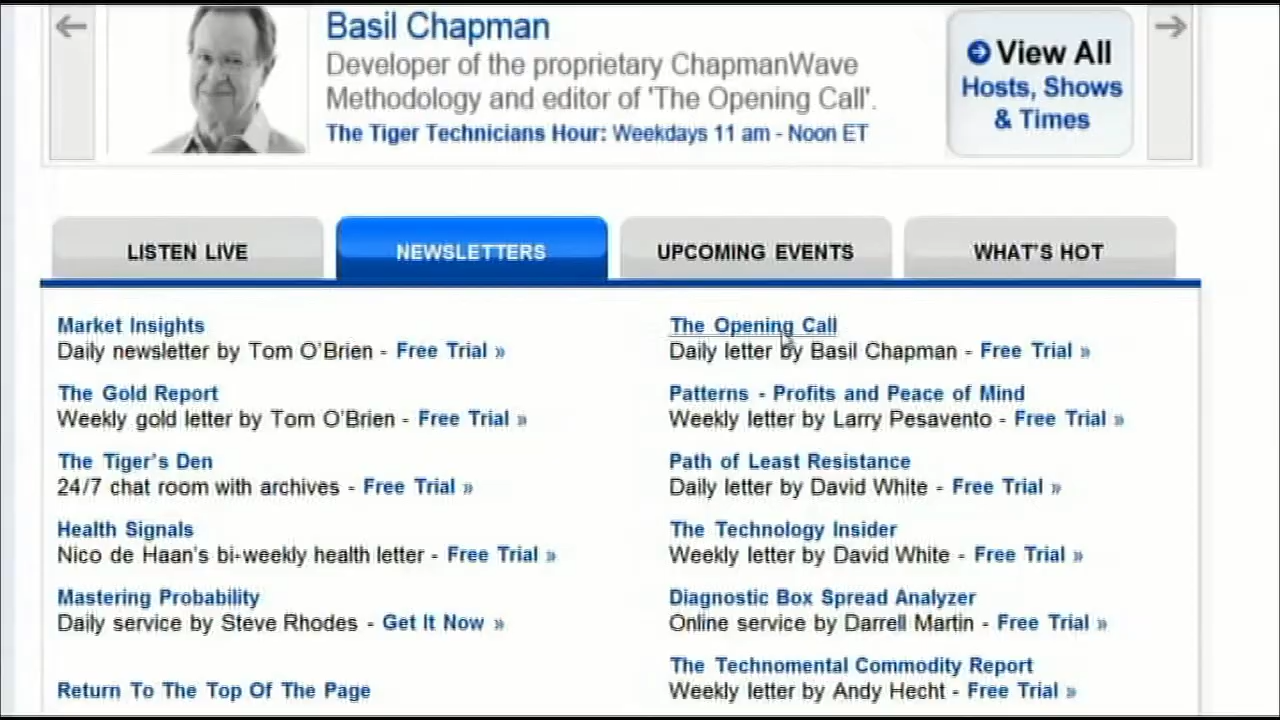 Basil Chapman
Developer of the proprietary ChapmanWave
Methodology and editor of 'The Opening Call'.
The Tiger Technicians Hour: Weekdays 11 am - Noon ET
View All
Hosts, Shows
& Times
LISTEN LIVE
NEWSLETTERS
UPCOMING EVENTS
WHAT'S HOT
Market Insights
Daily newsletter by Tom O'Brien - Free Trial »
The Gold Report
Weekly gold letter by Tom O'Brien - Free Trial »
The Tiger's Den
24/7 chat room with archives - Free Trial »
Health Signals
Nico de Haan's bi-weekly health letter - Free Trial »
Mastering Probability
Daily service by Steve Rhodes - Get It Now »
Return To The Top Of The Page
The Opening Call
Daily letter by Basil Chapman - Free Trial »
Patterns - Profits and Peace of Mind
Weekly letter by Larry Pesavento - Free Trial »
Path of Least Resistance
Daily letter by David White - Free Trial »
The Technology Insider
Weekly letter by David White - Free Trial »
Diagnostic Box Spread Analyzer
Online service by Darrell Martin - Free Trial »
The Technomental Commodity Report
Weekly letter by Andy Hecht - Free Trial »